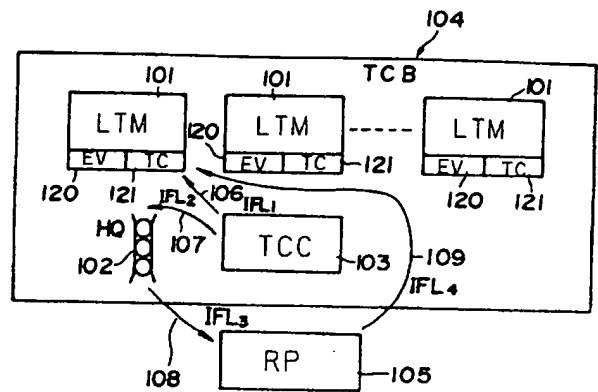 104
TCB
101 101 101
LTM LTM LTM
EV TC EV TC EV TC
120 121 120 121 120 121
IFL2 106 IFL1
107
HQ
102
TCC
103
109
IFL4
IFL3
108
RP
105